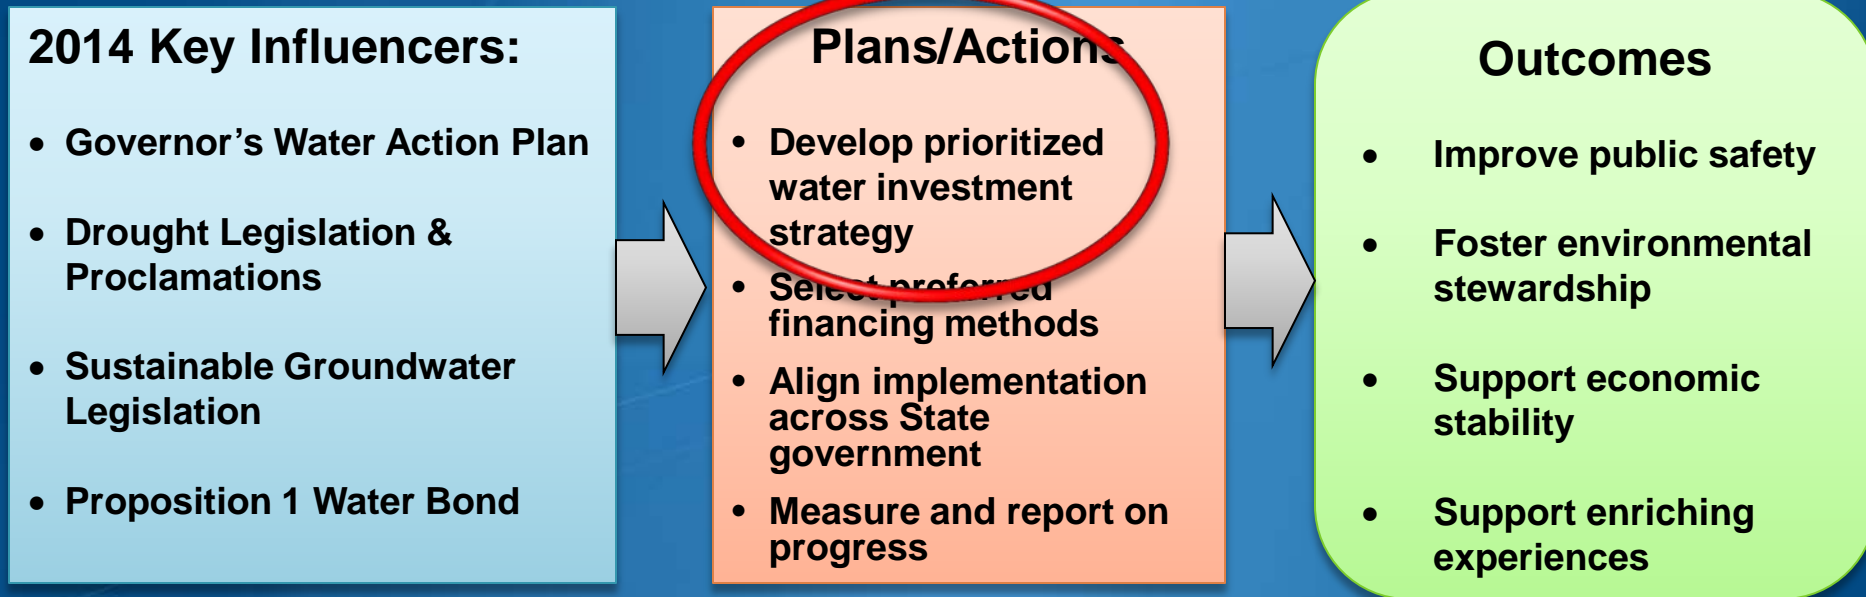 2014 Key Influencers:
• Governor’s Water Action Plan
• Drought Legislation &
Proclamations
• Sustainable Groundwater
Legislation
• Proposition 1 Water Bond
Plans/Actions
• Develop prioritized
water investment
strategy
• Select preferred
financing methods
• Align implementation
across State
government
• Measure and report on
progress
Outcomes
• Improve public safety
• Foster environmental
stewardship
• Support economic
stability
• Support enriching
experiences